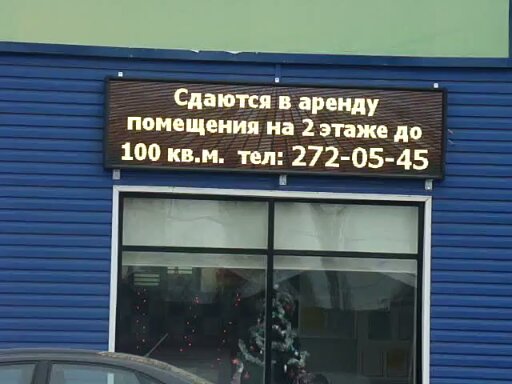 Сдаются в аренду
помещения на 2 этаже до
100 кв.м. тел: 272-05-45